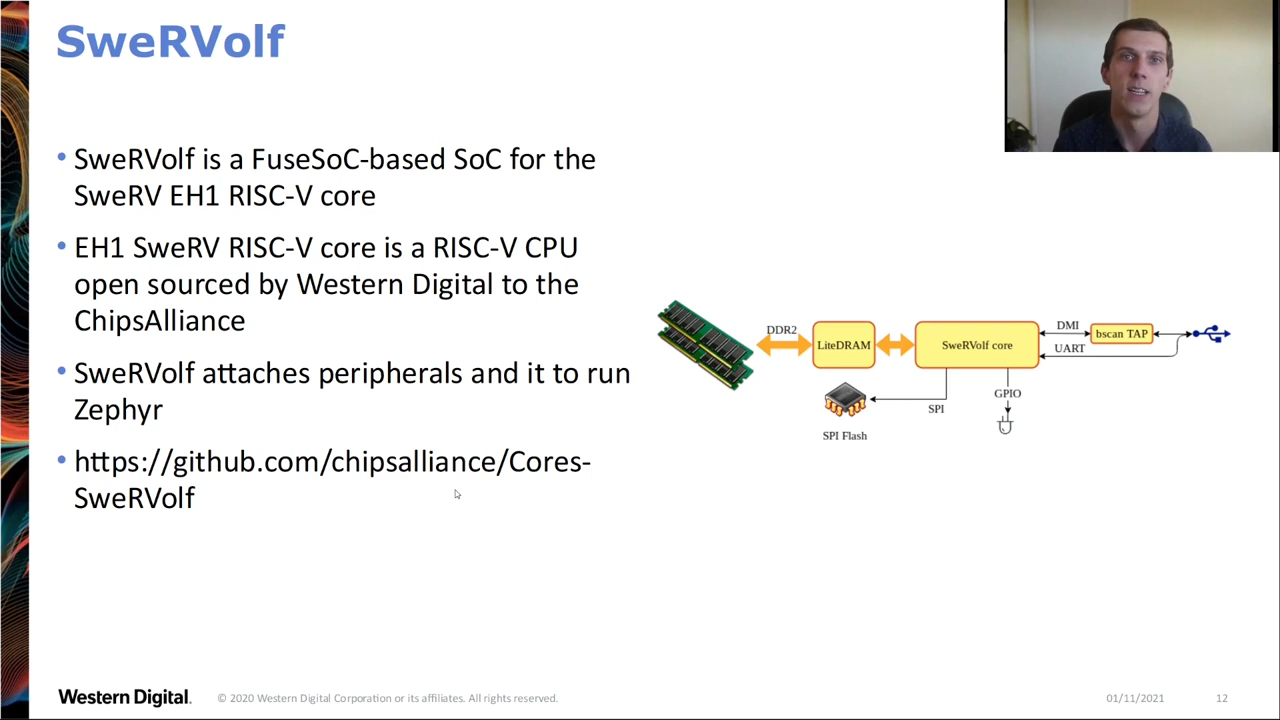 SweRVolf
• SweRVolf is a FuseSoC-based SoC for the
SweRV EH1 RISC-V core
• EH1 SweRV RISC-V core is a RISC-V CPU
open sourced by Western Digital to the
ChipsAlliance
• SweRVolf attaches peripherals and it to run
Zephyr
• https://github.com/chipsalliance/Cores-
SweRVolf
DDR2
LiteDRAM
SweRVolf core
DMI
bscan TAP
UART
SPI Flash
SPI
GPIO
Western Digital.
© 2020 Western Digital Corporation or its affiliates. All rights reserved.
01/11/2021
12